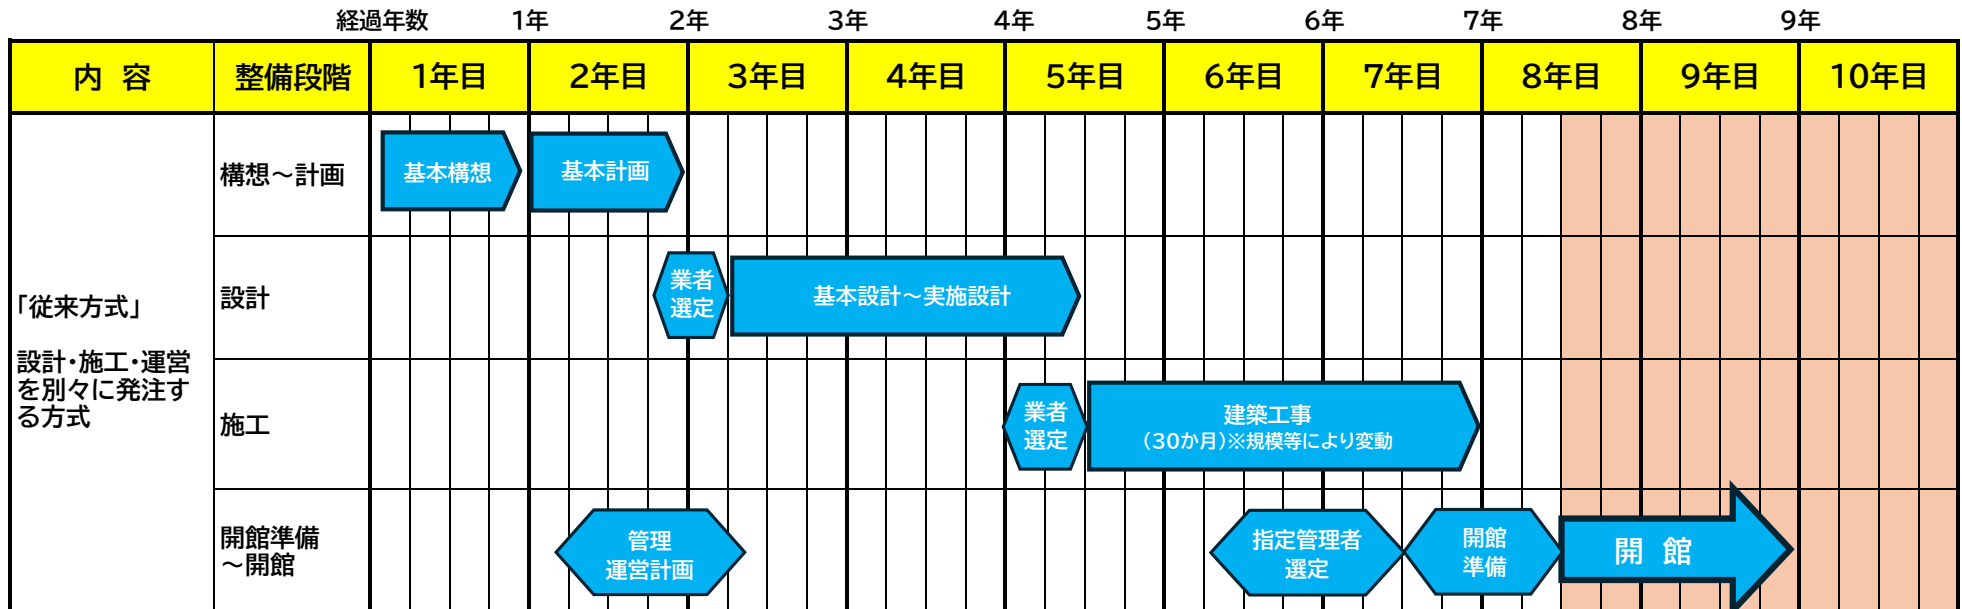 経過年数 1年 2年 3年 4年 5年 6年 7年 8年 9年
内 容 整備段階 1年目 2年目 3年目 4年目 5年目 6年目 7年目 8年目 9年目 10年目
「従来方式」
設計・施工・運営
を別々に発注す
る方式
構想～計画
基本構想
基本計画
設計
業者
選定
基本設計～実施設計
施工
業者
選定
建築工事
（30か月）※規模等により変動
開館準備
～開館
管理
運営計画
指定管理者
選定
開館
準備
開 館